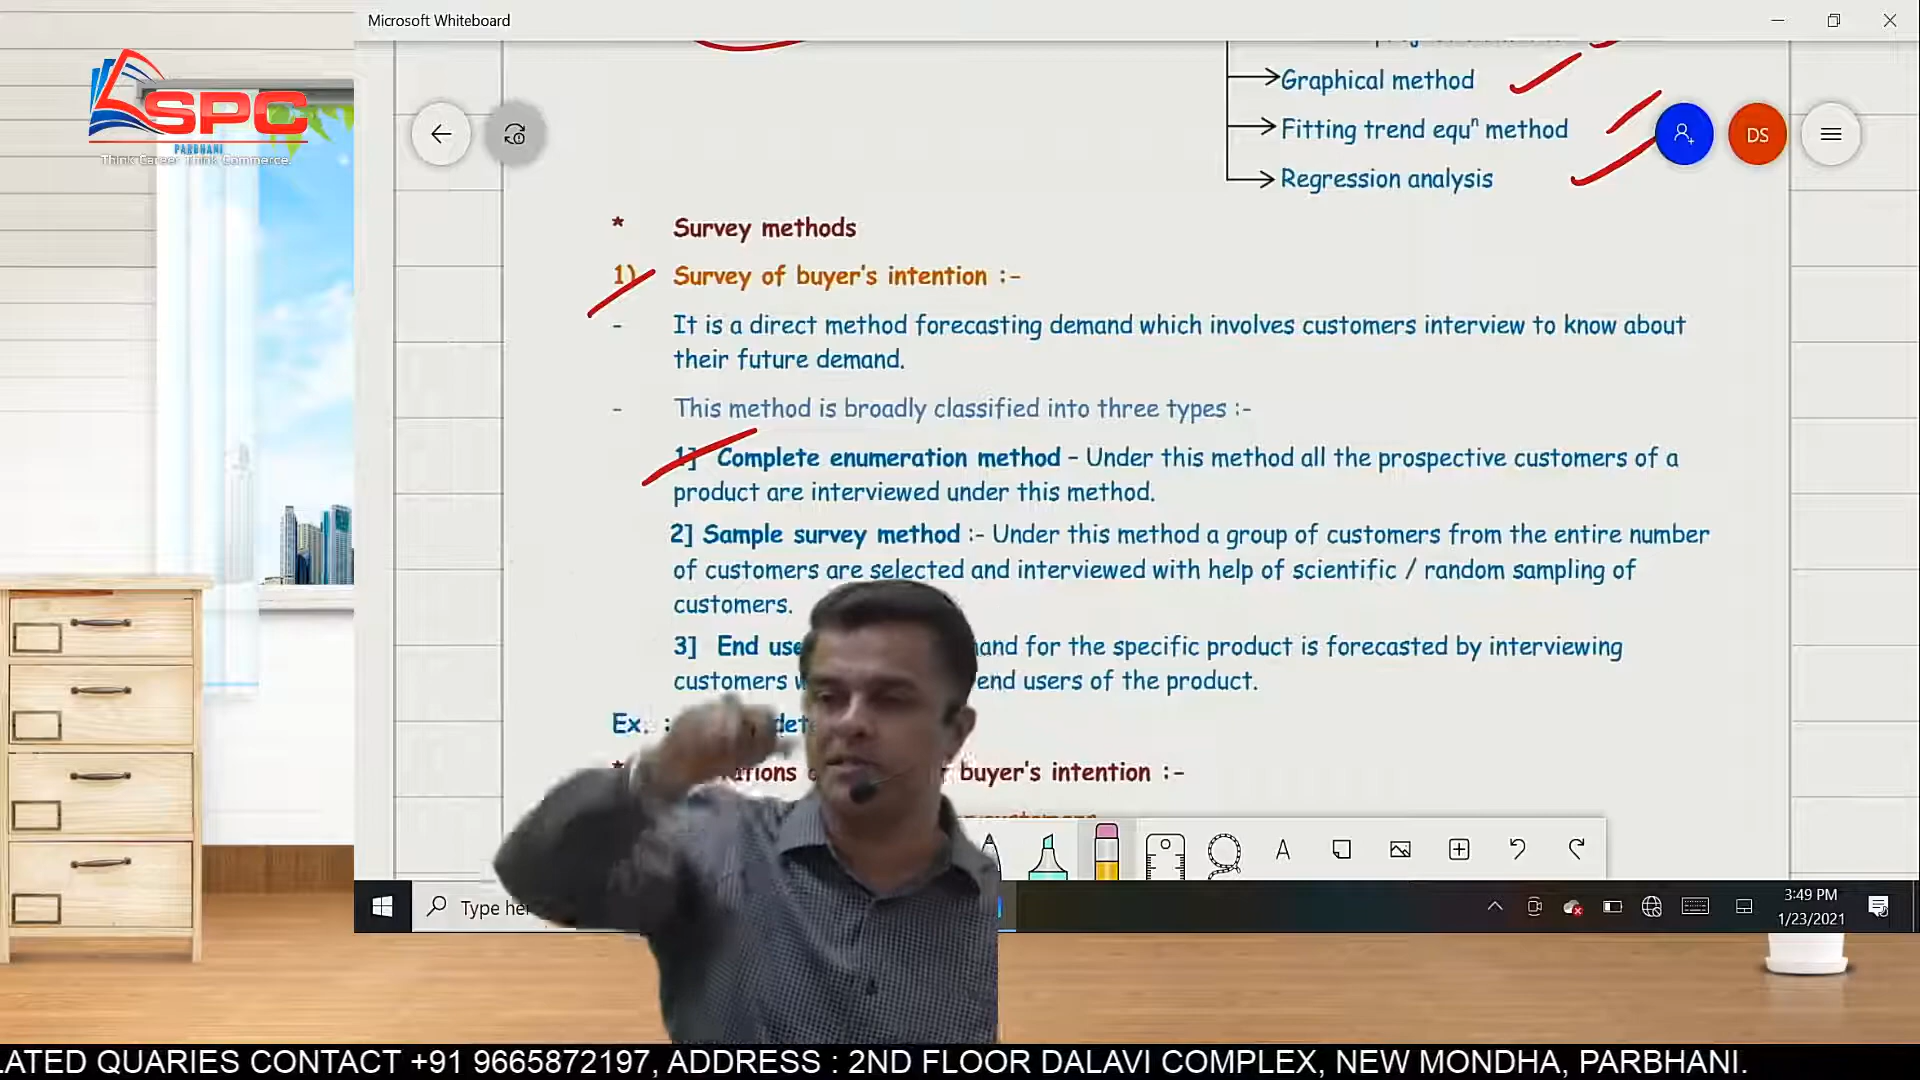 Microsoft Whiteboard
SPC
PARBHANI
Think Career Think Commerce.
Graphical method
Fitting trend equⁿ method
Regression analysis
DS
* Survey methods
1) Survey of buyer's intention :-
- It is a direct method forecasting demand which involves customers interview to know about
their future demand.
- This method is broadly classified into three types :-
1] Complete enumeration method – Under this method all the prospective customers of a
product are interviewed under this method.
2] Sample survey method :- Under this method a group of customers from the entire number
of customers are selected and interviewed with help of scientific / random sampling of
customers.
3] End for the specific product is forecasted by interviewing
customers end users of the product.
Ex. :
* buyer's intention :-
Type
3:49 PM
1/23/2021
CONTACT +91 9665872197, ADDRESS : 2ND FLOOR DALAVI COMPLEX, NEW MONDHA, PARBHANI.